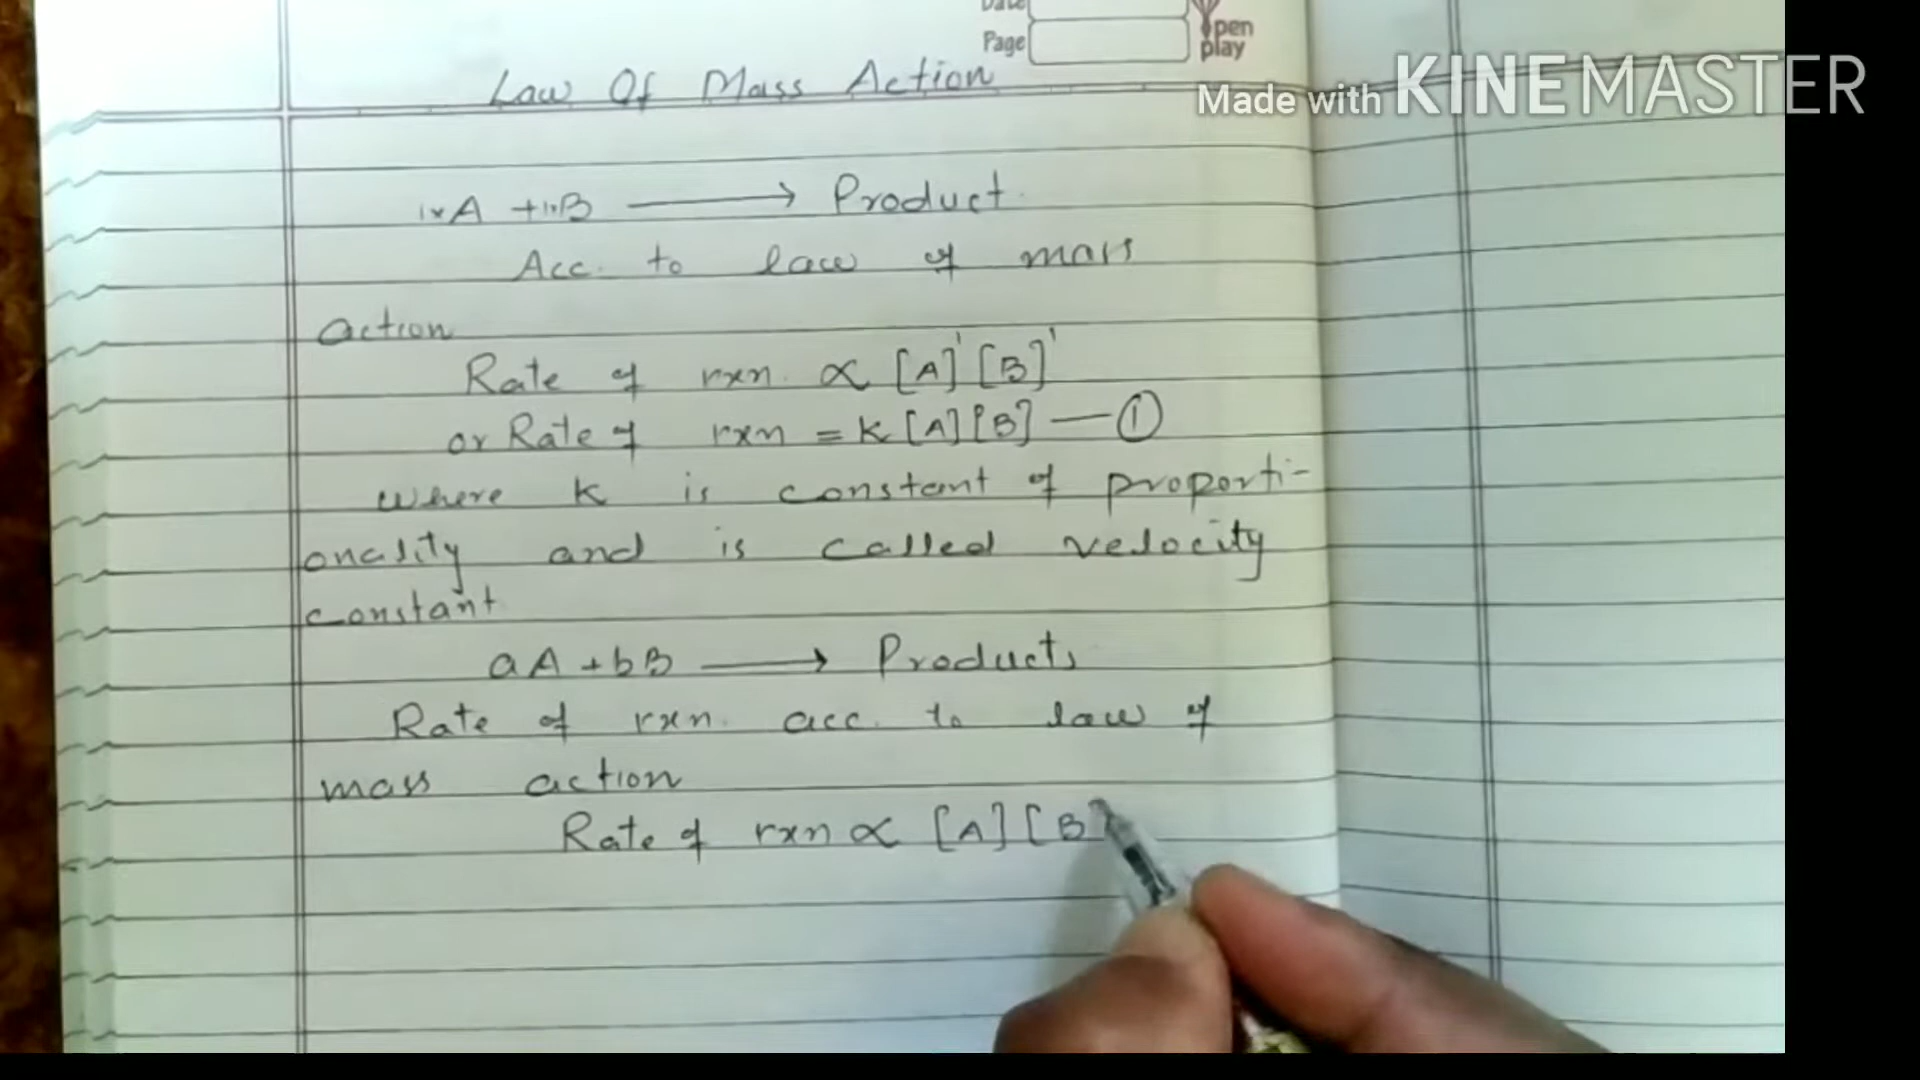 Date
Page
pen
play
Made with KINEMASTER
Law Of Mass Action
1×A + 1×B ⟶ Product
Acc. to law of mass
action
Rate of rxn. ∝ [A]¹[B]¹
or Rate of rxn = K[A][B] — ①
where K is constant of proporti-
onality and is called velocity
constant
aA + bB ⟶ Products
Rate of rxn. acc. to law of
mass action
Rate of rxn ∝ [A][B]